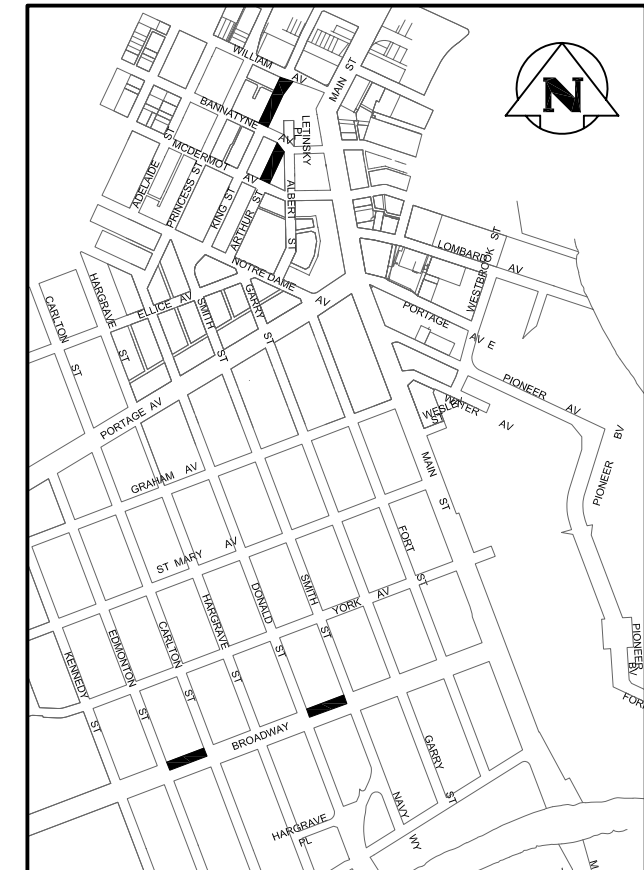 WILLIAM AV
MAIN ST
N
BANNATYNE AV
LETINSKY PL
MCDERMOT AV
ADELAIDE ST
PRINCESS ST
KING ST
ARTHUR ST
ALBERT ST
LOMBARD AV
WESTBROOK ST
NOTRE DAME AV
CARLTON ST
HARGRAVE ST
ELLICE AV
SMITH ST
GARRY ST
PORTAGE AV E
PIONEER AV
WATER AV
WESLEY ST
PIONEER BV
PORTAGE AV
GRAHAM AV
MAIN ST
FORT ST
ST MARY AV
YORK AV
KENNEDY ST
EDMONTON ST
CARLTON ST
HARGRAVE ST
DONALD ST
SMITH ST
PIONEER BV
FOR
BROADWAY
GARRY ST
NAVY WY
HARGRAVE PL
M